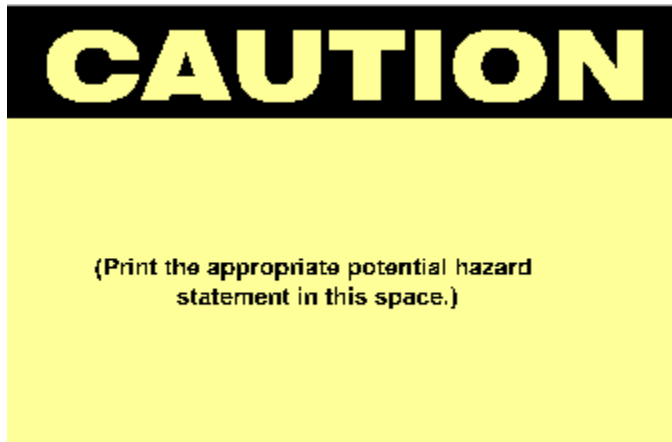 CAUTION
(Print the appropriate potential hazard
statement in this space.)